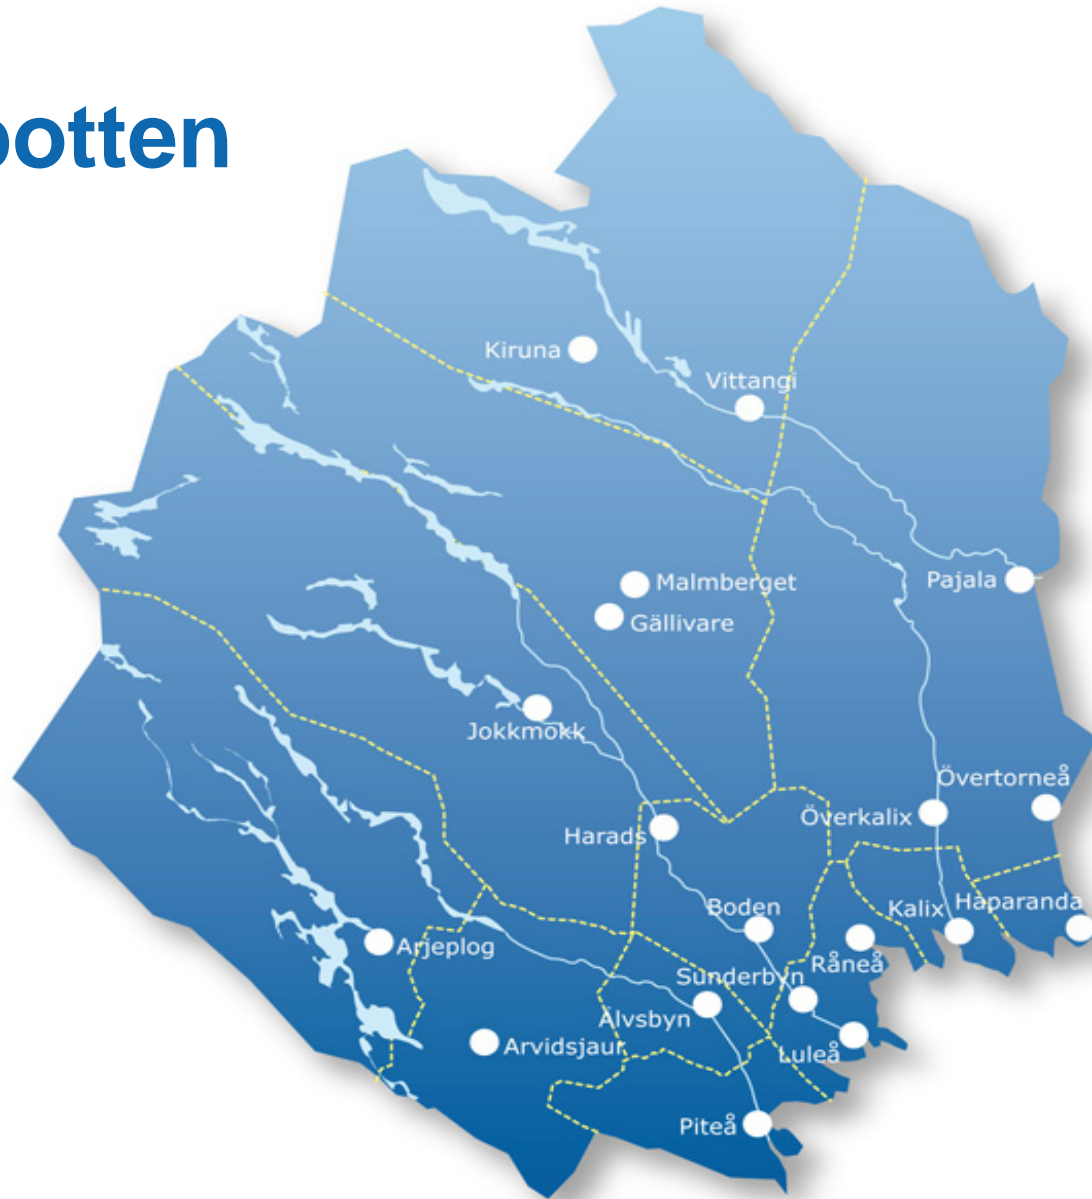 botten
Kiruna
Vittangi
Malmberget
Pajala
Gällivare
Jokkmokk
Övertorneå
Överkalix
Harads
Boden
Kalix
Haparanda
Arjeplog
Råneå
Sunderbyn
Älvsbyn
Arvidsjaur
Luleå
Piteå